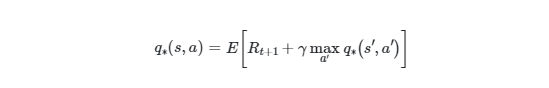 q_*(s, a) = E[R_{t+1} + γ max_{a'} q_*(s', a')]